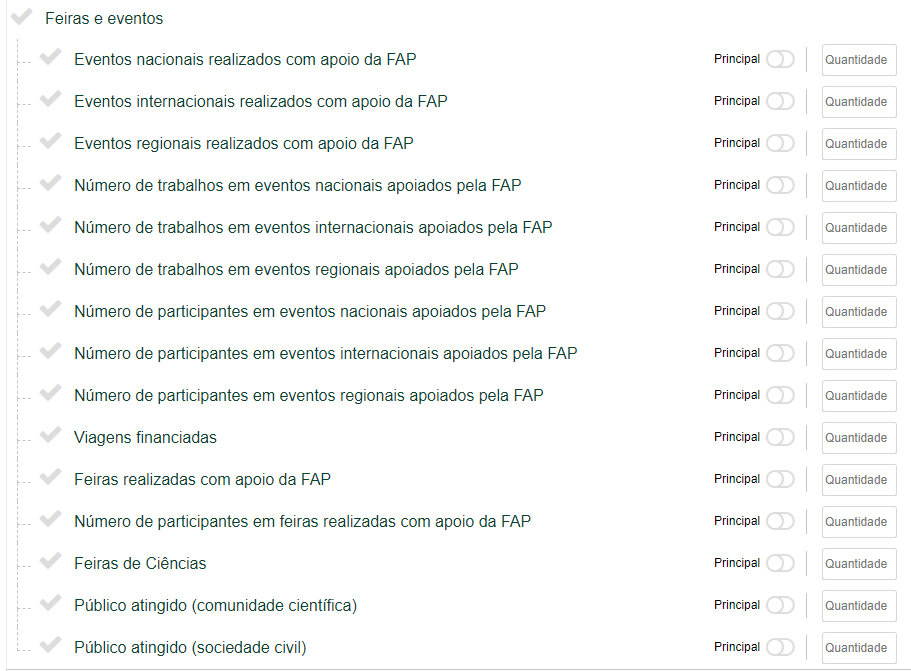 Feiras e eventos
Eventos nacionais realizados com apoio da FAP Principal Quantidade
Eventos internacionais realizados com apoio da FAP Principal Quantidade
Eventos regionais realizados com apoio da FAP Principal Quantidade
Número de trabalhos em eventos nacionais apoiados pela FAP Principal Quantidade
Número de trabalhos em eventos internacionais apoiados pela FAP Principal Quantidade
Número de trabalhos em eventos regionais apoiados pela FAP Principal Quantidade
Número de participantes em eventos nacionais apoiados pela FAP Principal Quantidade
Número de participantes em eventos internacionais apoiados pela FAP Principal Quantidade
Número de participantes em eventos regionais apoiados pela FAP Principal Quantidade
Viagens financiadas Principal Quantidade
Feiras realizadas com apoio da FAP Principal Quantidade
Número de participantes em feiras realizadas com apoio da FAP Principal Quantidade
Feiras de Ciências Principal Quantidade
Público atingido (comunidade científica) Principal Quantidade
Público atingido (sociedade civil) Principal Quantidade